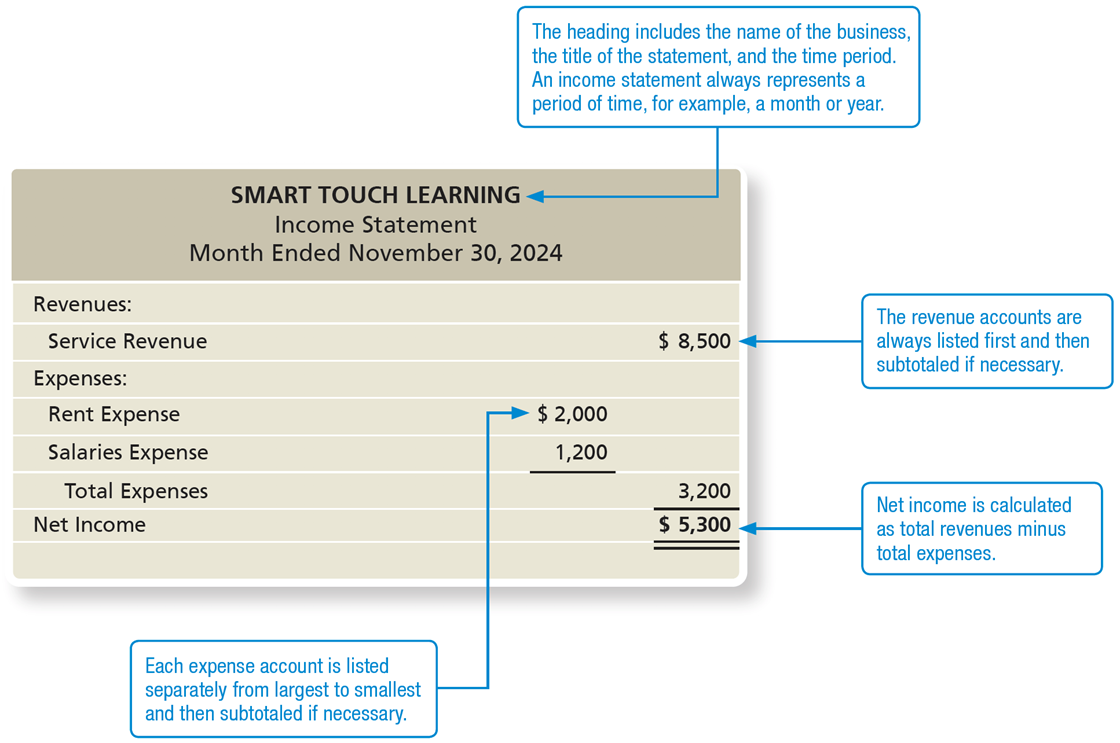 The heading includes the name of the business,
the title of the statement, and the time period.
An income statement always represents a
period of time, for example, a month or year.
SMART TOUCH LEARNING
Income Statement
Month Ended November 30, 2024
Revenues:
Service Revenue $ 8,500
The revenue accounts are
always listed first and then
subtotaled if necessary.
Expenses:
Rent Expense $ 2,000
Salaries Expense 1,200
Total Expenses 3,200
Net Income $ 5,300
Net income is calculated
as total revenues minus
total expenses.
Each expense account is listed
separately from largest to smallest
and then subtotaled if necessary.